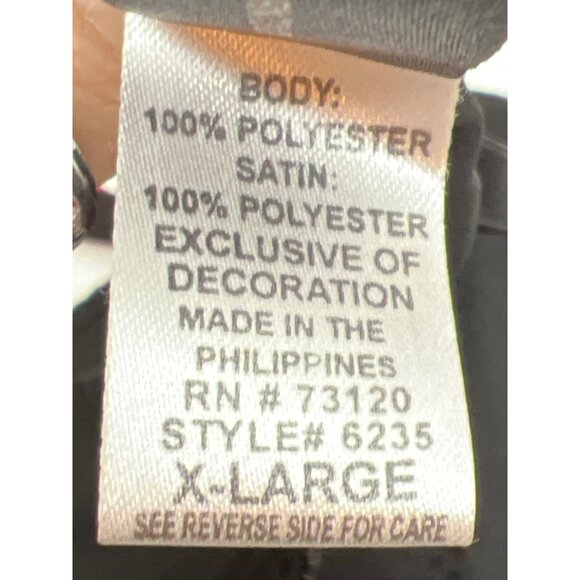 BODY:
100% POLYESTER
SATIN:
100% POLYESTER
EXCLUSIVE OF
DECORATION
MADE IN THE
PHILIPPINES
RN # 73120
STYLE# 6235
X-LARGE
SEE REVERSE SIDE FOR CARE